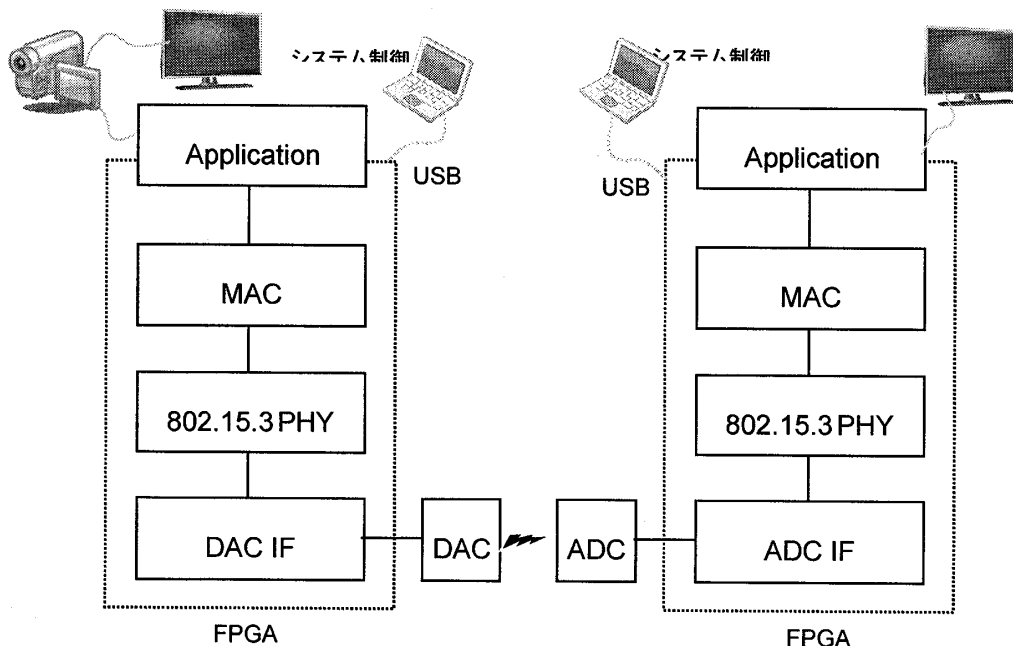 システム制御
システム制御
Application
USB
USB
Application
MAC
MAC
802.15.3 PHY
802.15.3 PHY
DAC IF
DAC
ADC
ADC IF
FPGA
FPGA